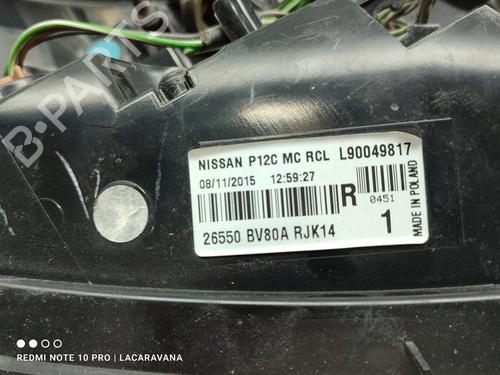 B-PARTS
NISSAN P12C MC RCL L90049817
08/11/2015 12:59:27
R
0451
26550 BV80A RJK14
1
MADE IN POLAND
REDMI NOTE 10 PRO | LACARAVANA